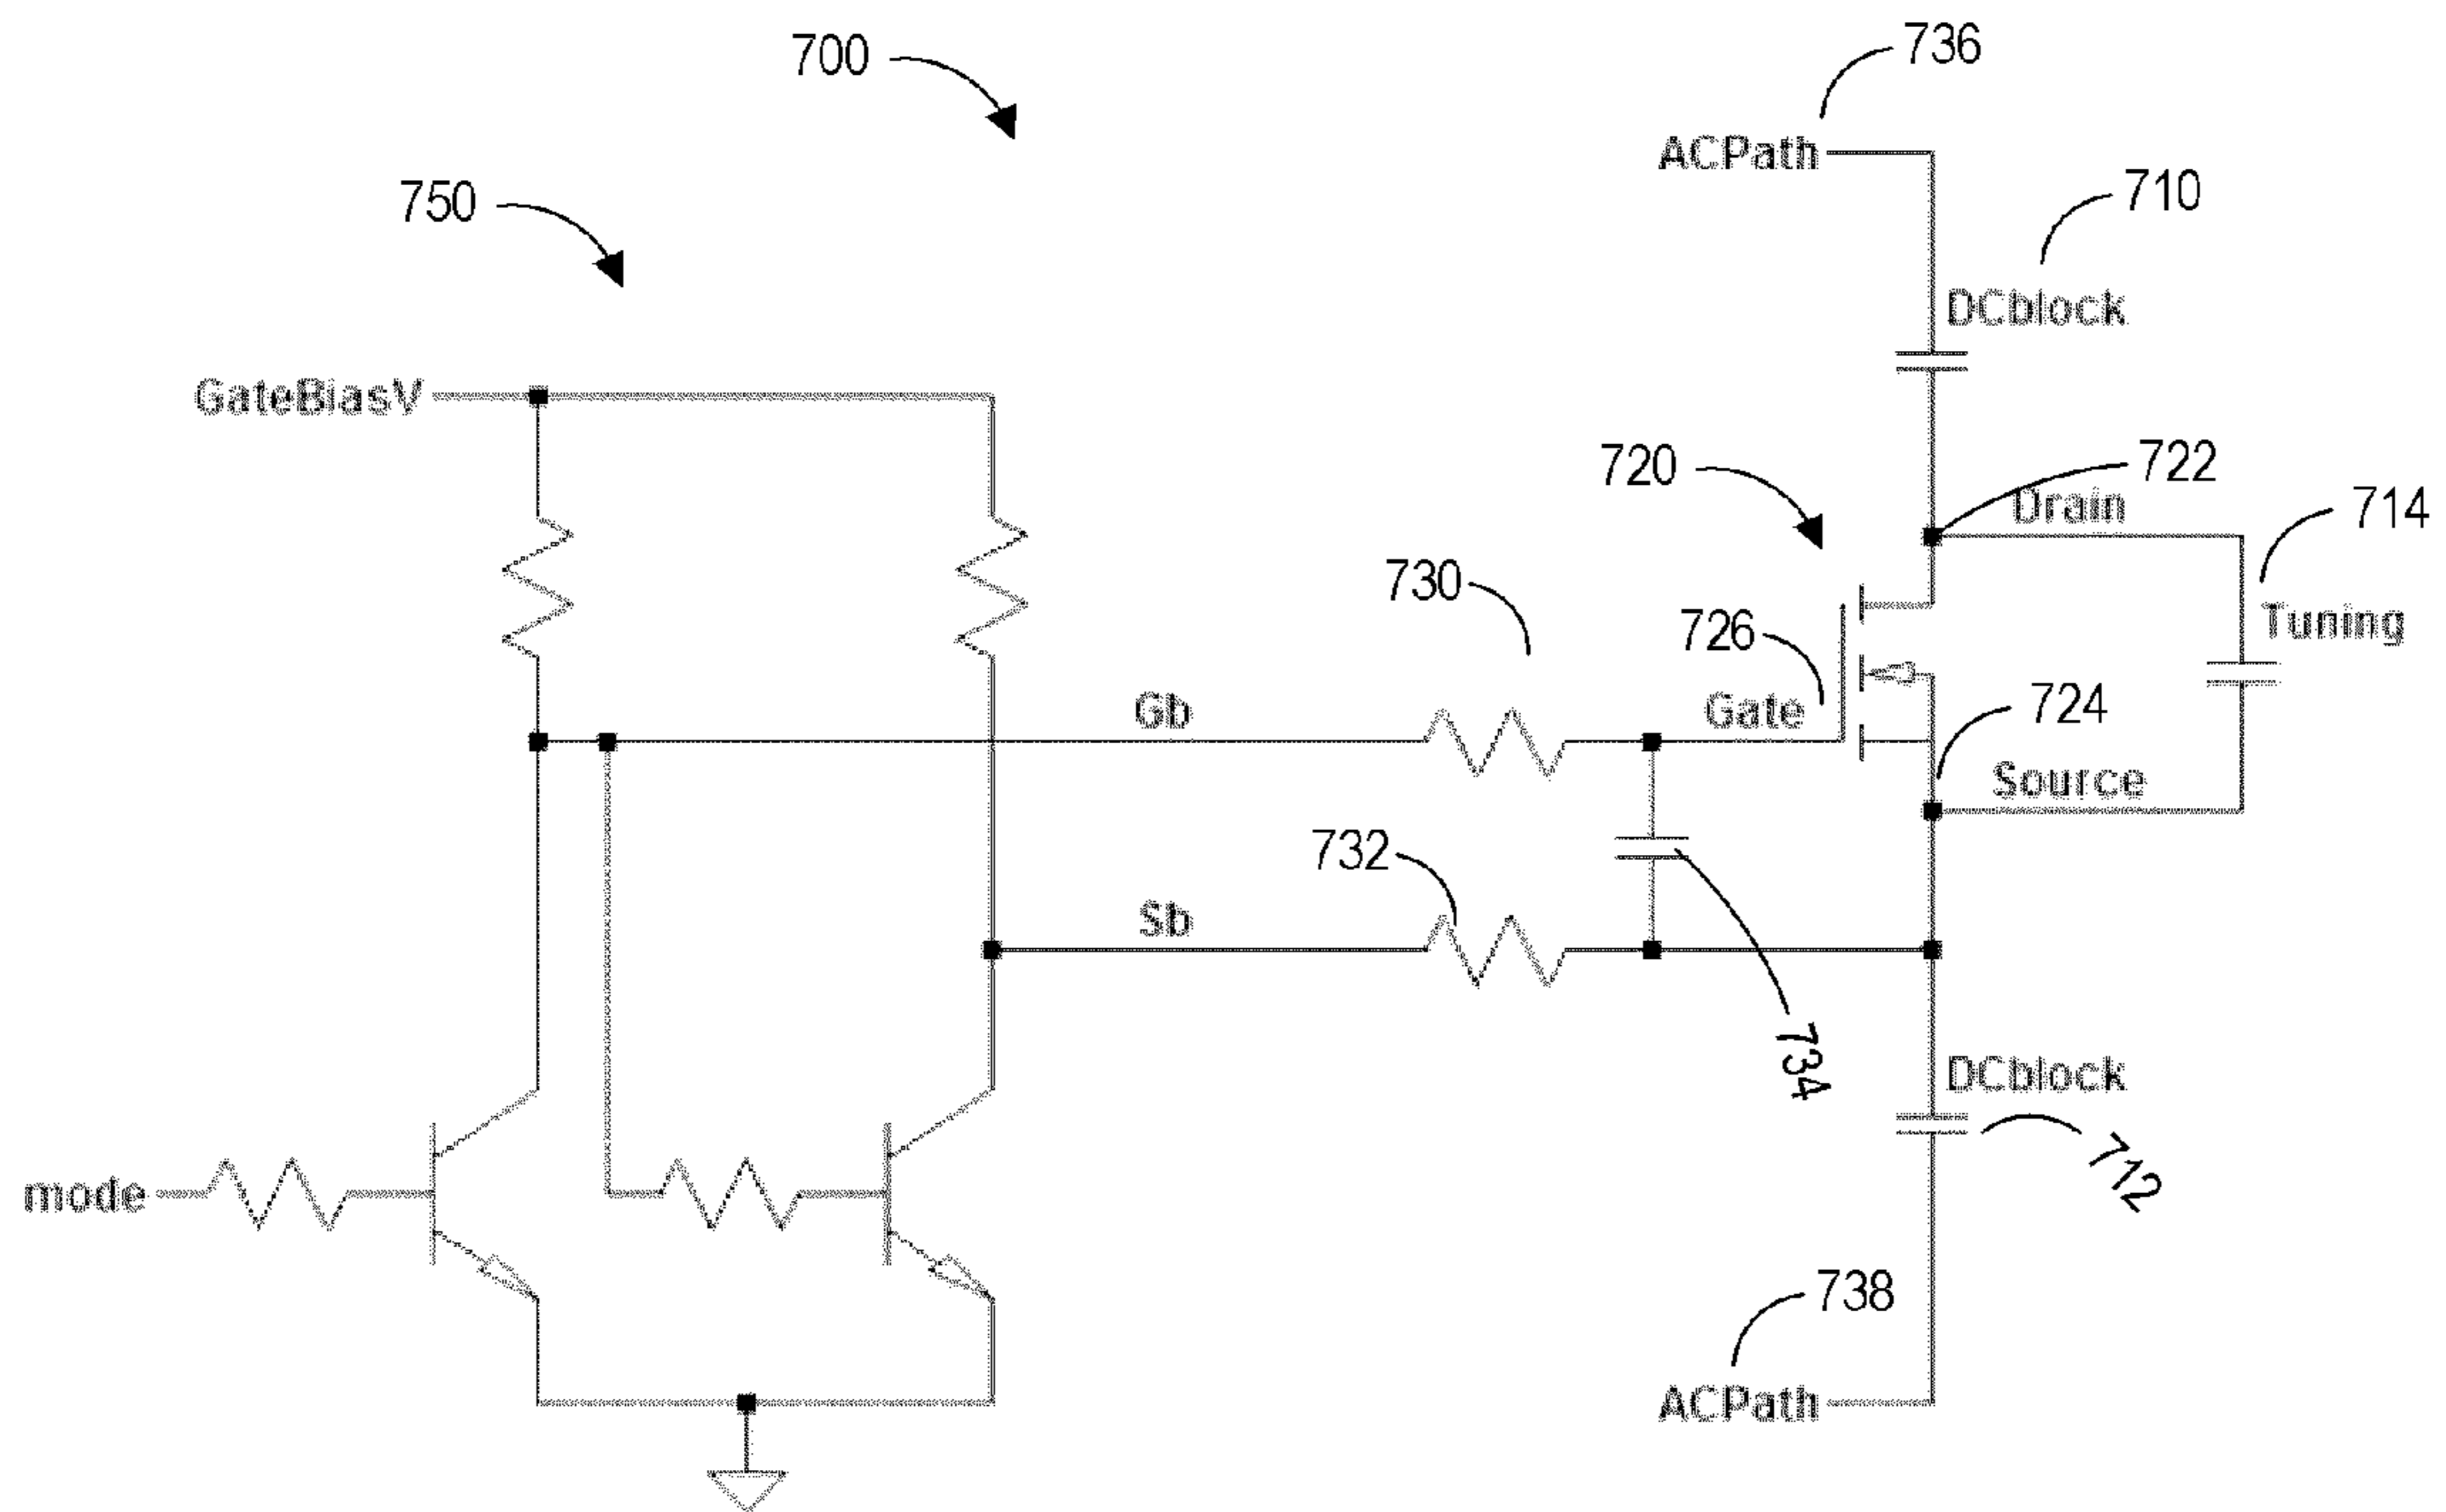 700
736
ACPath
750
710
DCblock
GateBiasV
720
722
Drain
714
730
726
Tuning
Gb
Gate
724
Source
732
Sb
734
DCblock
712
mode
738
ACPath